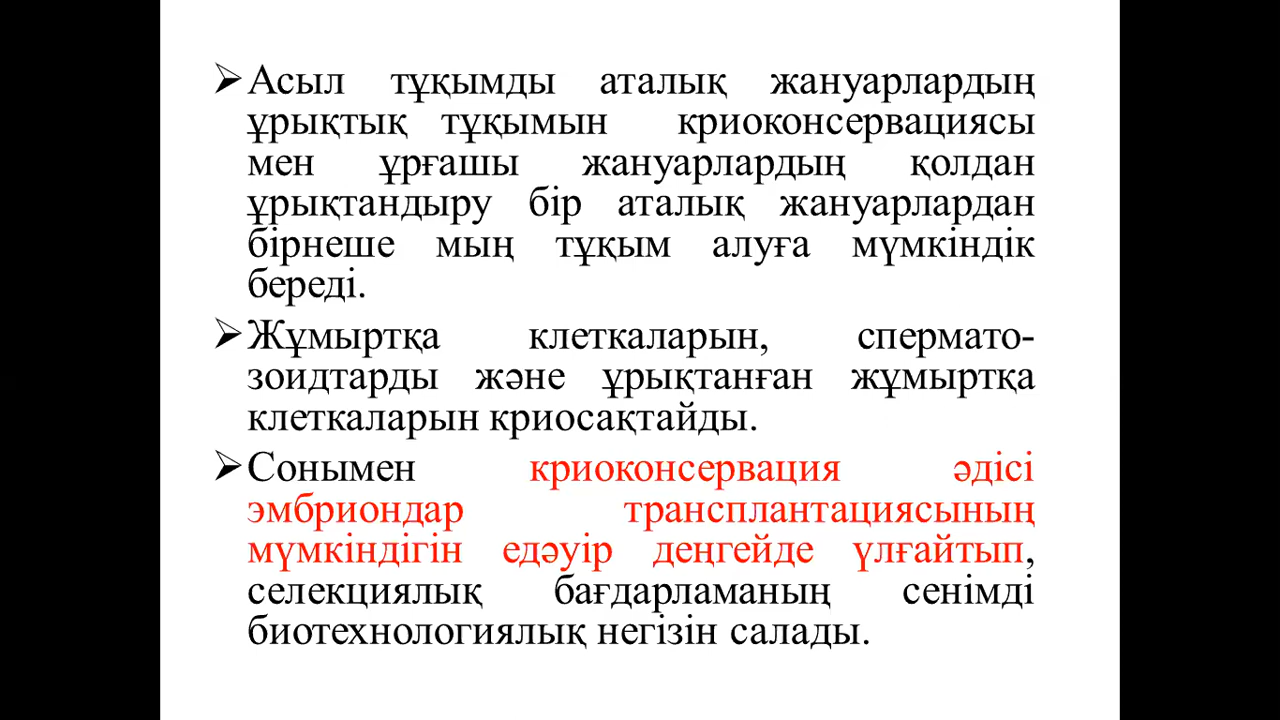 ➢Асыл тұқымды аталық жануарлардың
ұрықтық тұқымын криоконсервациясы
мен ұрғашы жануарлардың қолдан
ұрықтандыру бір аталық жануарлардан
бірнеше мың тұқым алуға мүмкіндік
береді.
➢Жұмыртқа клеткаларын, спермато-
зоидтарды және ұрықтанған жұмыртқа
клеткаларын криосақтайды.
➢Сонымен криоконсервация әдісі
эмбриондар трансплантациясының
мүмкіндігін едәуір деңгейде үлғайтып,
селекциялық бағдарламаның сенімді
биотехнологиялық негізін салады.